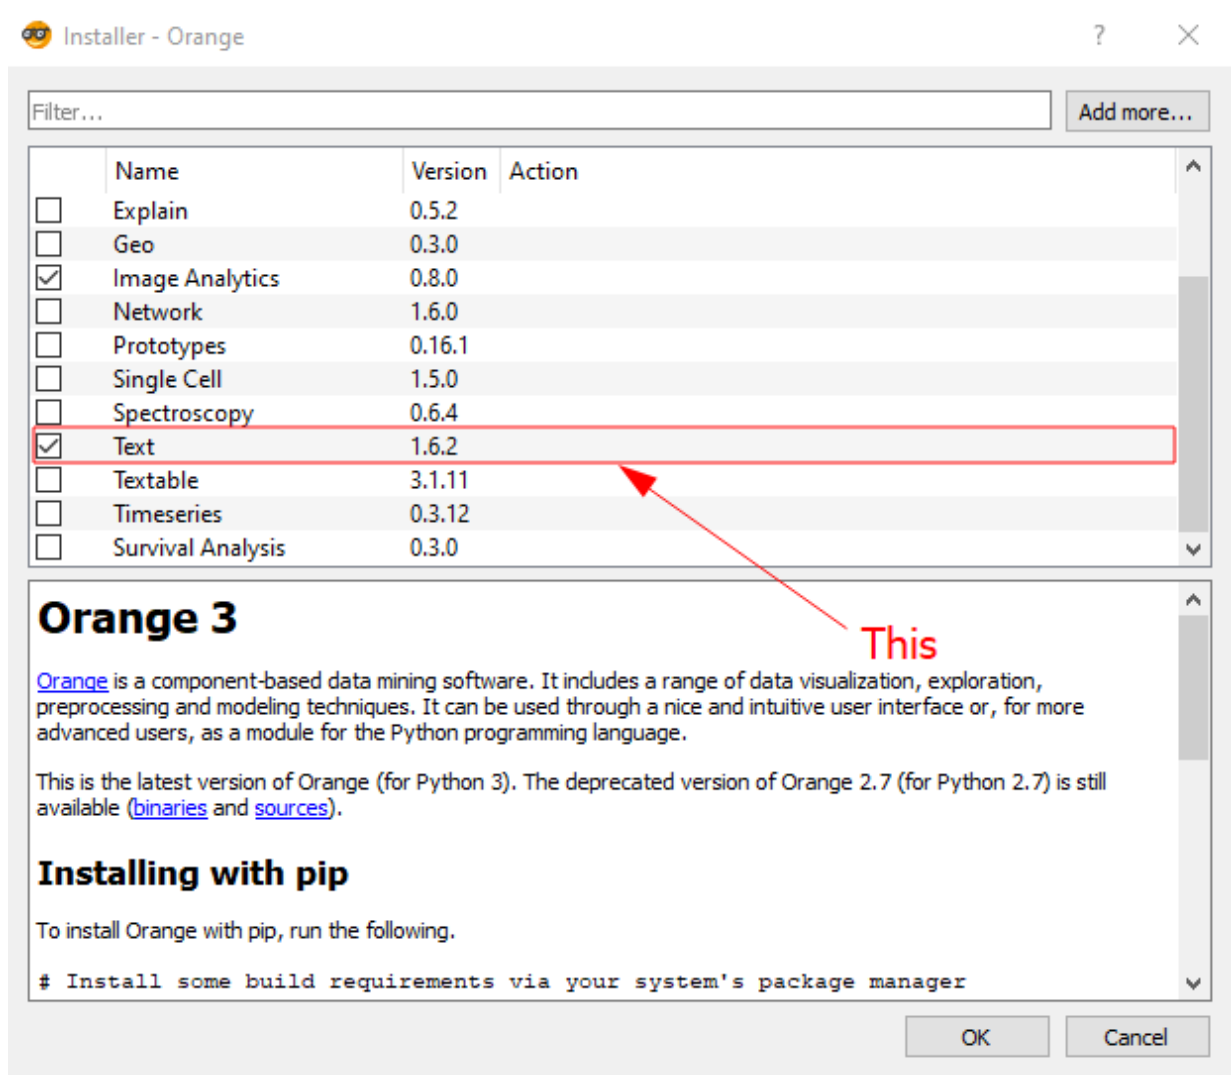 Installer - Orange
?
Filter...
Add more...
Name Version Action
Explain 0.5.2
Geo 0.3.0
Image Analytics 0.8.0
Network 1.6.0
Prototypes 0.16.1
Single Cell 1.5.0
Spectroscopy 0.6.4
Text 1.6.2
Textable 3.1.11
Timeseries 0.3.12
Survival Analysis 0.3.0
This
Orange 3
Orange is a component-based data mining software. It includes a range of data visualization, exploration,
preprocessing and modeling techniques. It can be used through a nice and intuitive user interface or, for more
advanced users, as a module for the Python programming language.
This is the latest version of Orange (for Python 3). The deprecated version of Orange 2.7 (for Python 2.7) is still
available (binaries and sources).
Installing with pip
To install Orange with pip, run the following.
# Install some build requirements via your system's package manager
OK
Cancel